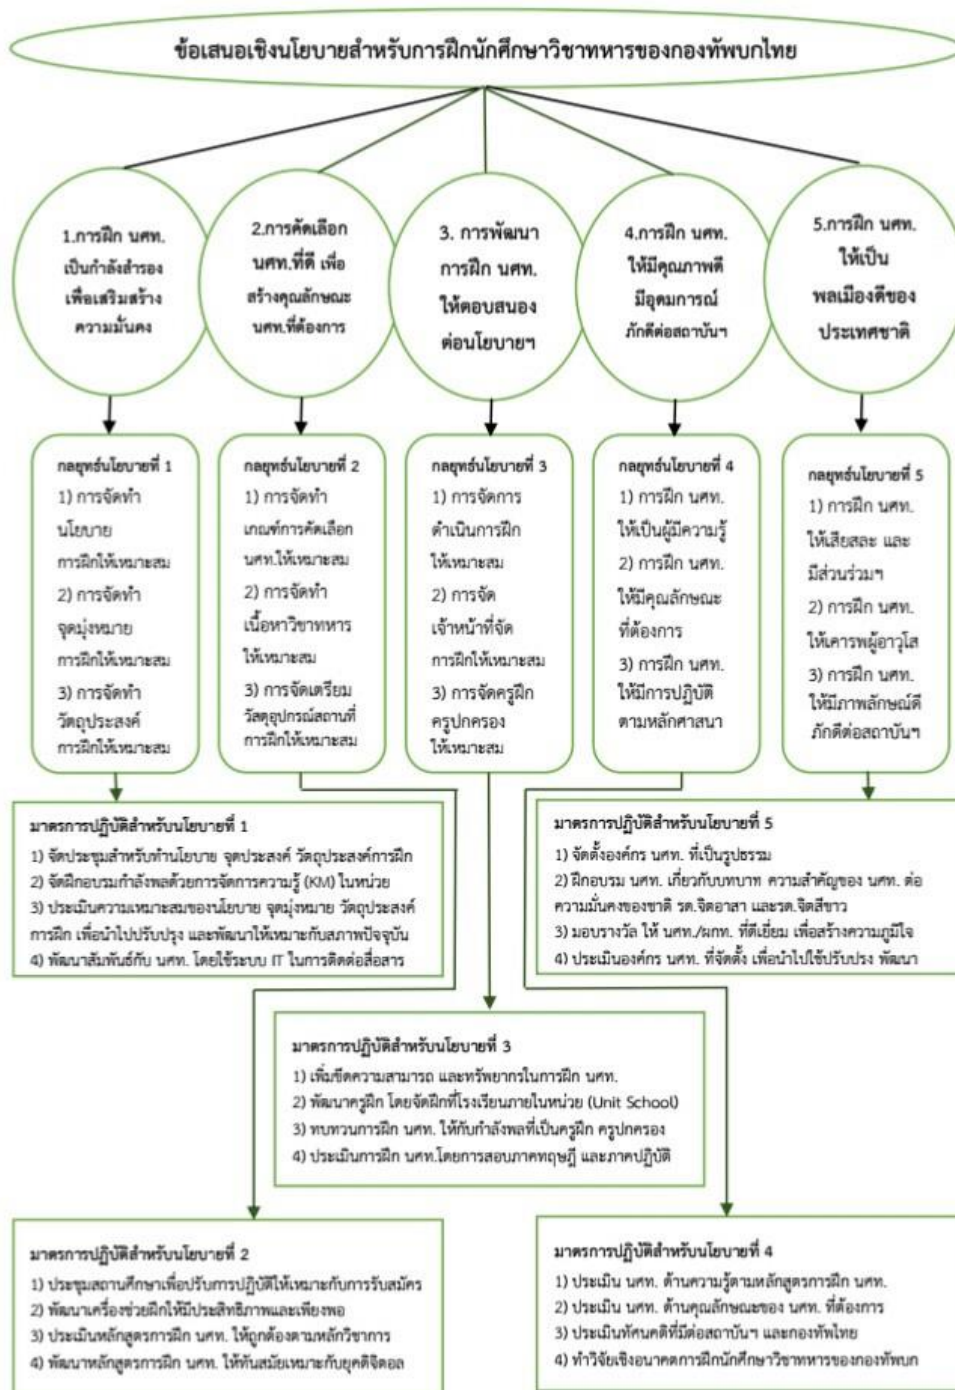 ข้อเสนอเชิงนโยบายสำหรับการฝึกนักศึกษาวิชาทหารของกองทัพบกไทย
1.การฝึก นศท.
เป็นกำลังสำรอง
เพื่อเสริมสร้าง
ความมั่นคง
2.การคัดเลือก
นศท.ที่ดี เพื่อ
สร้างคุณลักษณะ
นศท.ที่ต้องการ
3. การพัฒนา
การฝึก นศท.
ให้ตอบสนอง
ต่อนโยบายฯ
4.การฝึก นศท.
ให้มีคุณภาพดี
มีอุดมการณ์
ภักดีต่อสถาบันฯ
5.การฝึก นศท.
ให้เป็น
พลเมืองดีของ
ประเทศชาติ
กลยุทธ์นโยบายที่ 1
1) การจัดทำ
นโยบาย
การฝึกให้เหมาะสม
2) การจัดทำ
จุดมุ่งหมาย
การฝึกให้เหมาะสม
3) การจัดทำ
วัตถุประสงค์
การฝึกให้เหมาะสม
กลยุทธ์นโยบายที่ 2
1) การจัดทำ
เกณฑ์การคัดเลือก
นศท.ให้เหมาะสม
2) การจัดทำ
เนื้อหาวิชาทหาร
ให้เหมาะสม
3) การจัดเตรียม
วัสดุอุปกรณ์สถานที่
การฝึกให้เหมาะสม
กลยุทธ์นโยบายที่ 3
1) การจัดการ
ดำเนินการฝึก
ให้เหมาะสม
2) การจัด
เจ้าหน้าที่จัด
การฝึกให้เหมาะสม
3) การจัดครูฝึก
ครูปกครอง
ให้เหมาะสม
กลยุทธ์นโยบายที่ 4
1) การฝึก นศท.
ให้เป็นผู้มีความรู้
2) การฝึก นศท.
ให้มีคุณลักษณะ
ที่ต้องการ
3) การฝึก นศท.
ให้มีการปฏิบัติ
ตามหลักศาสนา
กลยุทธ์นโยบายที่ 5
1) การฝึก นศท.
ให้เสียสละ และ
มีส่วนร่วมฯ
2) การฝึก นศท.
ให้เคารพผู้อาวุโส
3) การฝึก นศท.
ให้มีภาพลักษณ์ดี
ภักดีต่อสถาบันฯ
มาตรการปฏิบัติสำหรับนโยบายที่ 1
1) จัดประชุมสำหรับทำนโยบาย จุดประสงค์ วัตถุประสงค์การฝึก
2) จัดฝึกอบรมกำลังพลด้วยการจัดการความรู้ (KM) ในหน่วย
3) ประเมินความเหมาะสมของนโยบาย จุดมุ่งหมาย วัตถุประสงค์
การฝึก เพื่อนำไปปรับปรุง และพัฒนาให้เหมาะกับสภาพปัจจุบัน
4) พัฒนาสัมพันธ์กับ นศท. โดยใช้ระบบ IT ในการติดต่อสื่อสาร
มาตรการปฏิบัติสำหรับนโยบายที่ 5
1) จัดตั้งองค์กร นศท. ที่เป็นรูปธรรม
2) ฝึกอบรม นศท. เกี่ยวกับบทบาท ความสำคัญของ นศท. ต่อ
ความมั่นคงของชาติ รด.จิตอาสา และรด.จิตสีขาว
3) มอบรางวัล ให้ นศท./ผกท. ที่ดีเยี่ยม เพื่อสร้างความภูมิใจ
4) ประเมินองค์กร นศท. ที่จัดตั้ง เพื่อนำไปใช้ปรับปรุง พัฒนา
มาตรการปฏิบัติสำหรับนโยบายที่ 3
1) เพิ่มขีดความสามารถ และทรัพยากรในการฝึก นศท.
2) พัฒนาครูฝึก โดยจัดฝึกที่โรงเรียนภายในหน่วย (Unit School)
3) ทบทวนการฝึก นศท. ให้กับกำลังพลที่เป็นครูฝึก ครูปกครอง
4) ประเมินการฝึก นศท.โดยการสอบภาคทฤษฎี และภาคปฏิบัติ
มาตรการปฏิบัติสำหรับนโยบายที่ 2
1) ประชุมสถานศึกษาเพื่อปรับการปฏิบัติให้เหมาะกับการรับสมัคร
2) พัฒนาเครื่องช่วยฝึกให้มีประสิทธิภาพและเพียงพอ
3) ประเมินหลักสูตรการฝึก นศท. ให้ถูกต้องตามหลักวิชาการ
4) พัฒนาหลักสูตรการฝึก นศท. ให้ทันสมัยเหมาะกับยุคดิจิตอล
มาตรการปฏิบัติสำหรับนโยบายที่ 4
1) ประเมิน นศท. ด้านความรู้ตามหลักสูตรการฝึก นศท.
2) ประเมิน นศท. ด้านคุณลักษณะของ นศท. ที่ต้องการ
3) ประเมินทัศนคติที่มีต่อสถาบันฯ และกองทัพไทย
4) ทำวิจัยเชิงอนาคตการฝึกนักศึกษาวิชาทหารของกองทัพบก